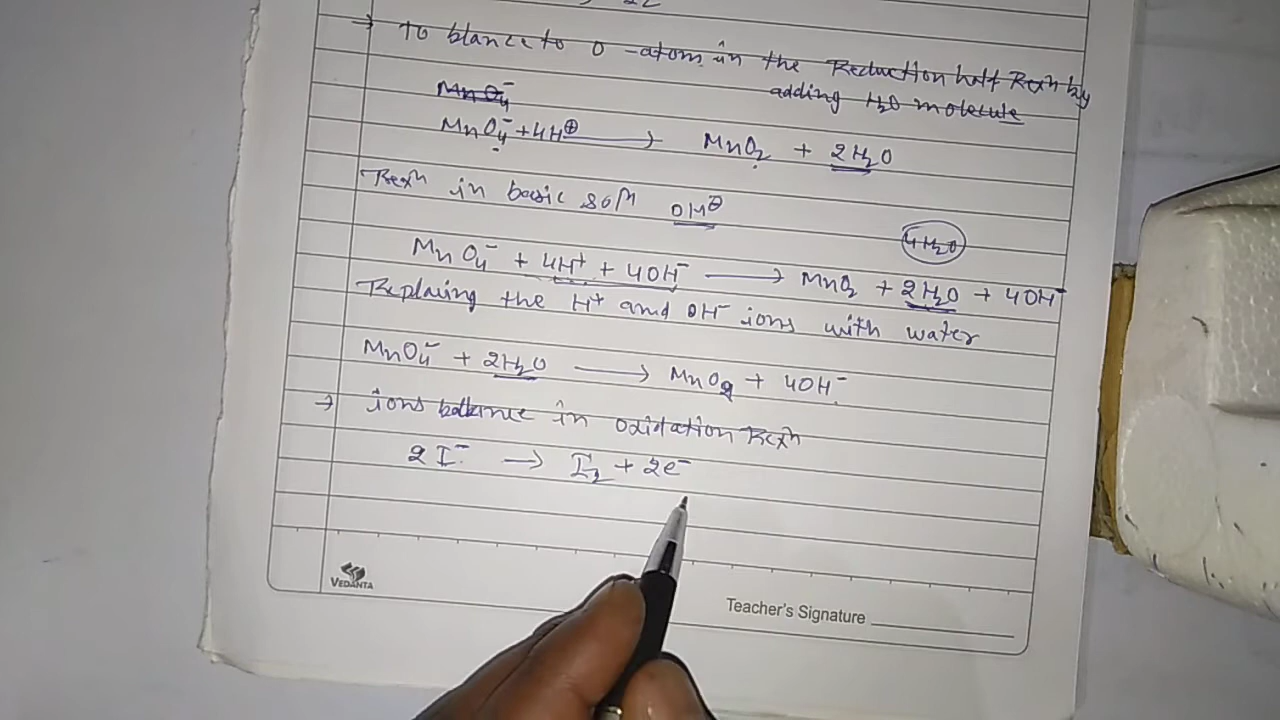 → to blance to O -atom in the Reduction half Rexn by
adding H₂O molecule
MnO₄⁻
MnO₄⁻ + 4H⊕ ⟶ MnO₂ + 2H₂O
Rexn in basic soln OH⊖
4H₂O
MnO₄⁻ + 4H⁺ + 4OH⁻ ⟶ MnO₂ + 2H₂O + 4OH⁻
Replacing the H⁺ and OH⁻ ions with water
MnO₄⁻ + 2H₂O ⟶ MnO₂ + 4OH⁻
→ ions balance in oxidation Rexn
2I⁻ ⟶ I₂ + 2e⁻
VEDANTA
Teacher's Signature